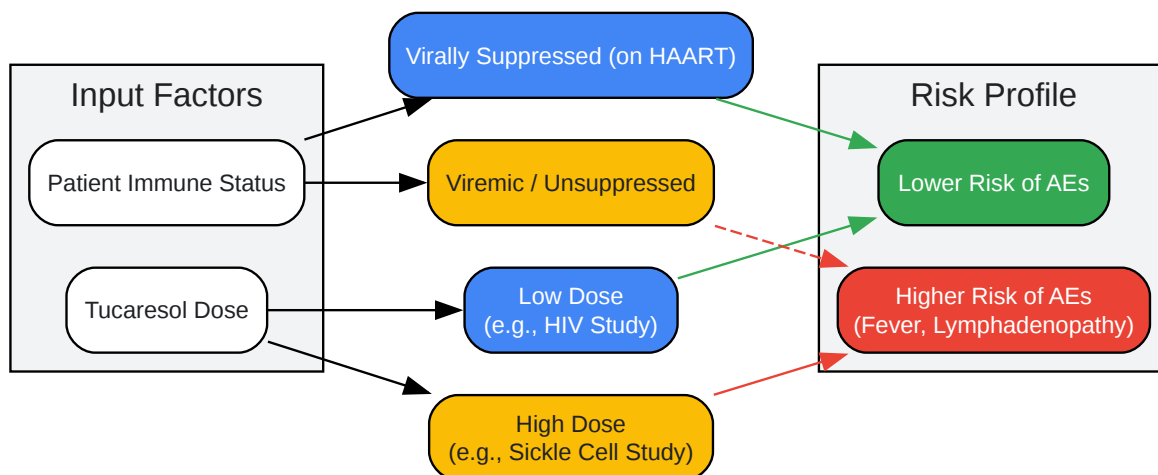 Input Factors
Patient Immune Status
Tucaresol Dose
Virally Suppressed (on HAART)
Viremic / Unsuppressed
Low Dose
(e.g., HIV Study)
High Dose
(e.g., Sickle Cell Study)
Risk Profile
Lower Risk of AEs
Higher Risk of AEs
(Fever, Lymphadenopathy)